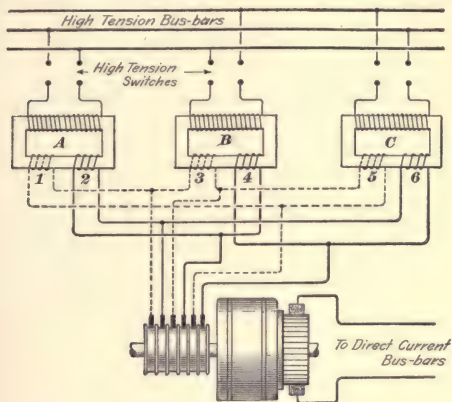 High Tension Bus-bars
High Tension
Switches
A
B
C
1
2
3
4
5
6
To Direct Current
Bus-bars